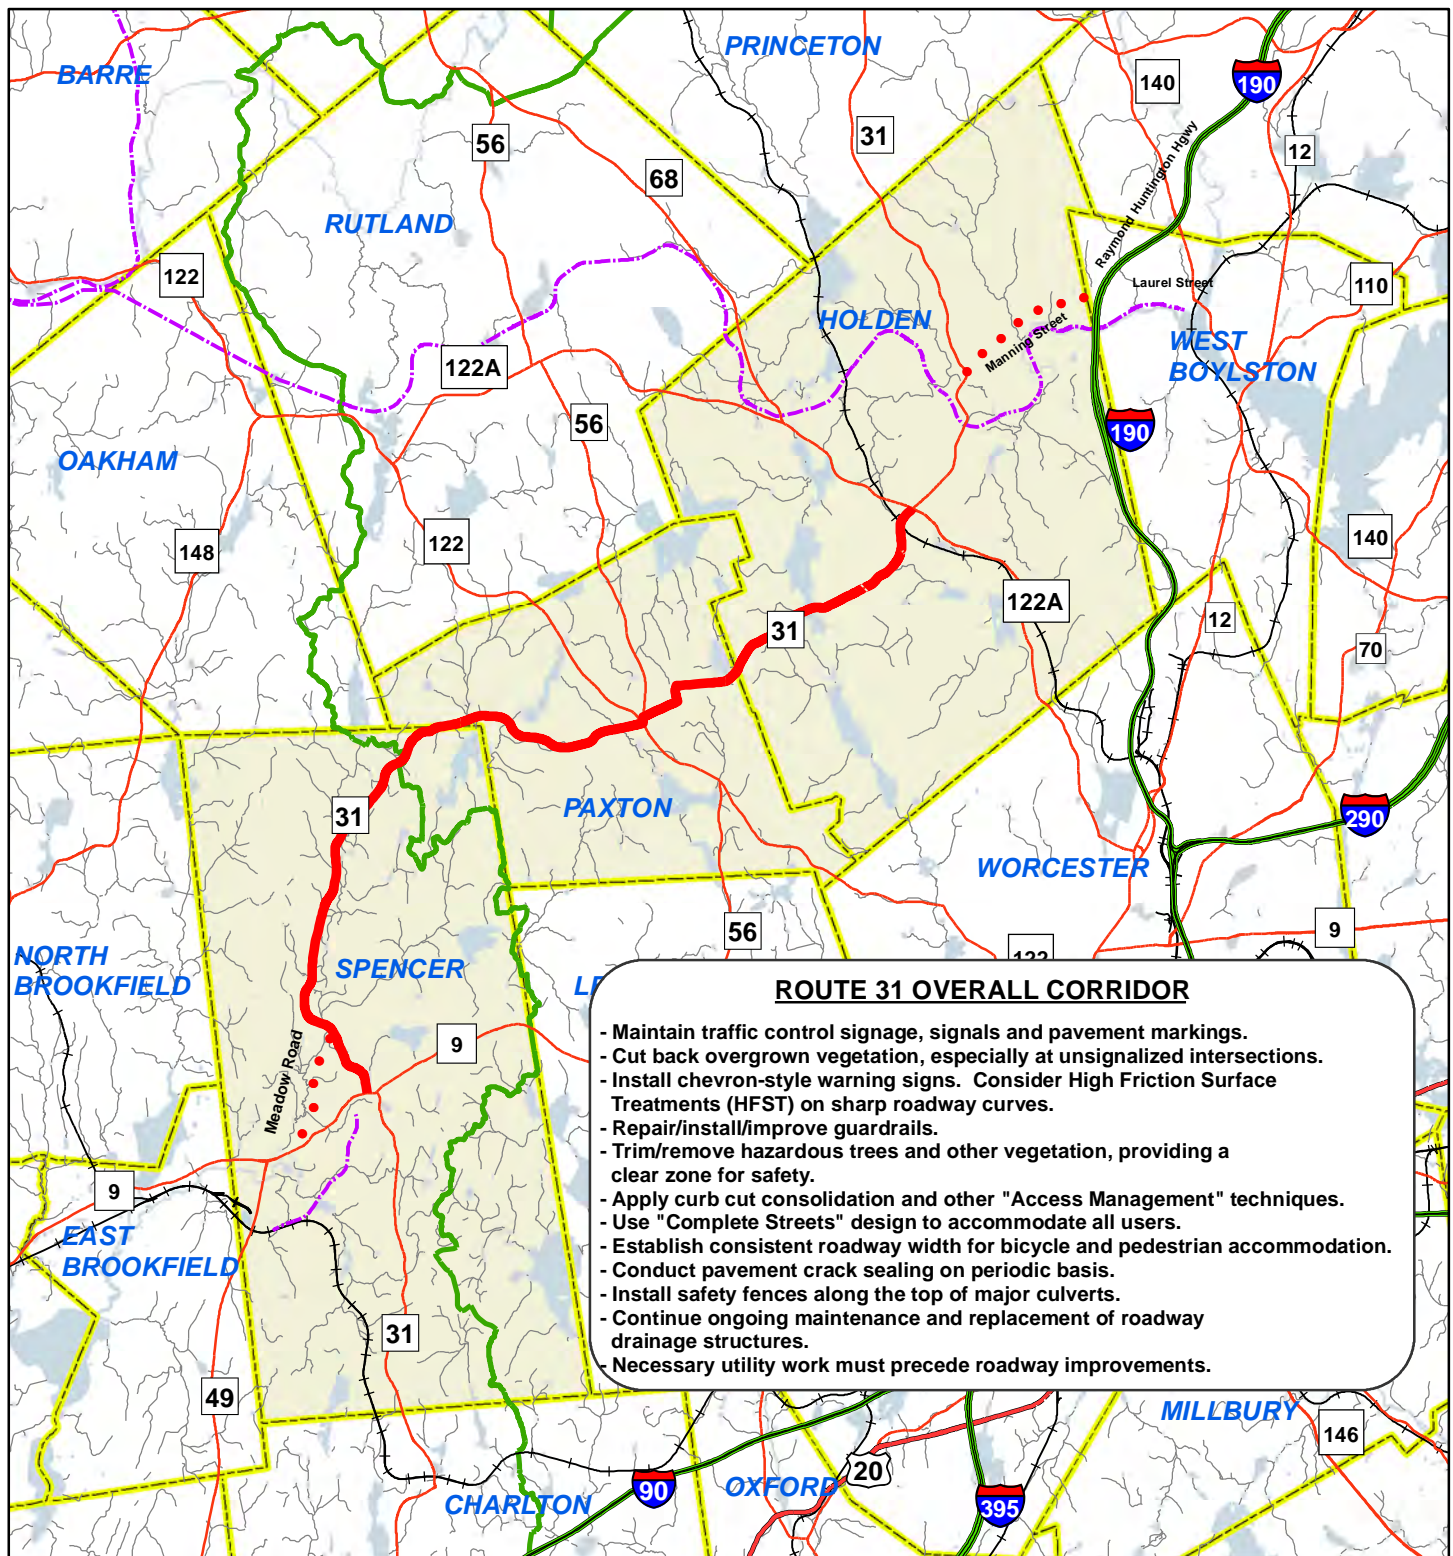 PRINCETON
BARRE
140
190
31
56
12
68
Raymond Huntington Hgwy
RUTLAND
122
Laurel Street
110
HOLDEN
Manning Street
WEST
BOYLSTON
122A
56
190
OAKHAM
148
122
140
122A
31
12
70
31
PAXTON
290
WORCESTER
56
9
122
NORTH
BROOKFIELD
SPENCER
9
Meadow Road
ROUTE 31 OVERALL CORRIDOR
- Maintain traffic control signage, signals and pavement markings.
- Cut back overgrown vegetation, especially at unsignalized intersections.
- Install chevron-style warning signs.  Consider High Friction Surface
Treatments (HFST) on sharp roadway curves.
- Repair/install/improve guardrails.
- Trim/remove hazardous trees and other vegetation, providing a
clear zone for safety.
- Apply curb cut consolidation and other "Access Management" techniques.
- Use "Complete Streets" design to accommodate all users.
- Establish consistent roadway width for bicycle and pedestrian accommodation.
- Conduct pavement crack sealing on periodic basis.
- Install safety fences along the top of major culverts.
- Continue ongoing maintenance and replacement of roadway
drainage structures.
- Necessary utility work must precede roadway improvements.
9
EAST
BROOKFIELD
31
49
MILLBURY
146
20
OXFORD
90
CHARLTON
395